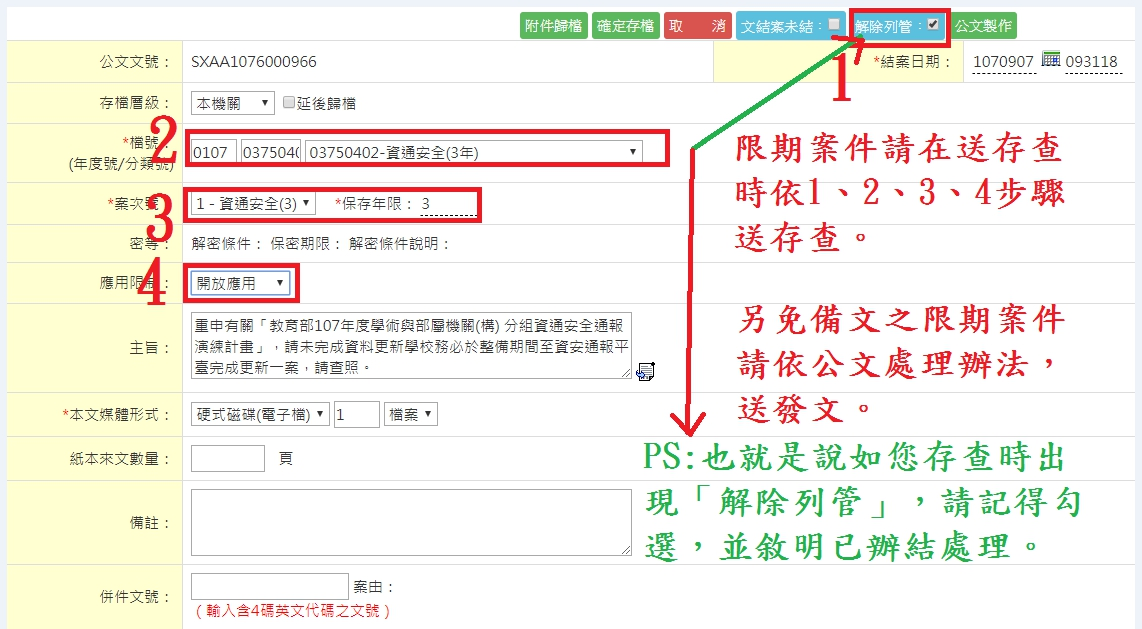 附件歸檔 確定存檔 取 消 文結案未結： 解除列管： 公文製作
公文文號： SXAA1076000966 *結案日期： 1070907 093118
1
存檔層級： 本機關 延後歸檔
*檔號
(年度號/分類號)
2
0107 03750402-資通安全(3年)
限期案件請在送存查
時依1、2、3、4步驟
送存查。
*案次號
3
1 - 資通安全(3) *保存年限： 3
密等： 解密條件： 保密期限： 解密條件說明：
應用限制：
4
開放應用
主旨： 重申有關「教育部107年度學術與部屬機關(構) 分組資通安全通報
演練計畫」，請未完成資料更新學校務必於整備期間至資安通報平
臺完成更新一案，請查照。
另免備文之限期案件
請依公文處理辦法，
送發文。
*本文媒體形式： 硬式磁碟(電子檔) 1 檔案
紙本來文數量： 頁
PS:也就是說如您存查時出
現「解除列管」，請記得勾
選，並敘明已辦結處理。
備註：
併件文號： 案由：
（輸入含4碼英文代碼之文號）